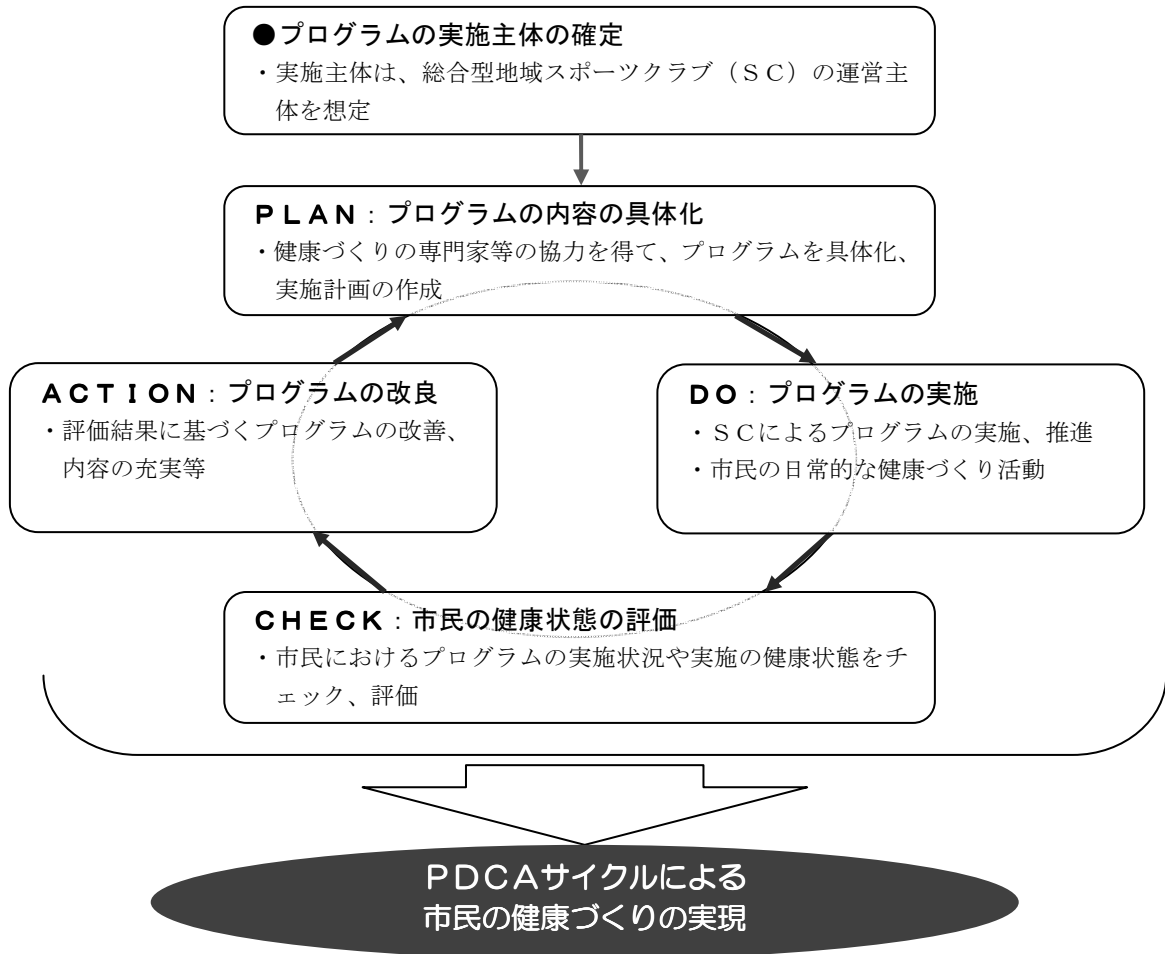 ●プログラムの実施主体の確定
・実施主体は、総合型地域スポーツクラブ（ＳＣ）の運営主
体を想定
ＰＬＡＮ：プログラムの内容の具体化
・健康づくりの専門家等の協力を得て、プログラムを具体化、
実施計画の作成
ＡＣＴＩＯＮ：プログラムの改良
・評価結果に基づくプログラムの改善、
内容の充実等
ＤＯ：プログラムの実施
・ＳＣによるプログラムの実施、推進
・市民の日常的な健康づくり活動
ＣＨＥＣＫ：市民の健康状態の評価
・市民におけるプログラムの実施状況や実施の健康状態をチ
ェック、評価
ＰＤＣＡサイクルによる
市民の健康づくりの実現